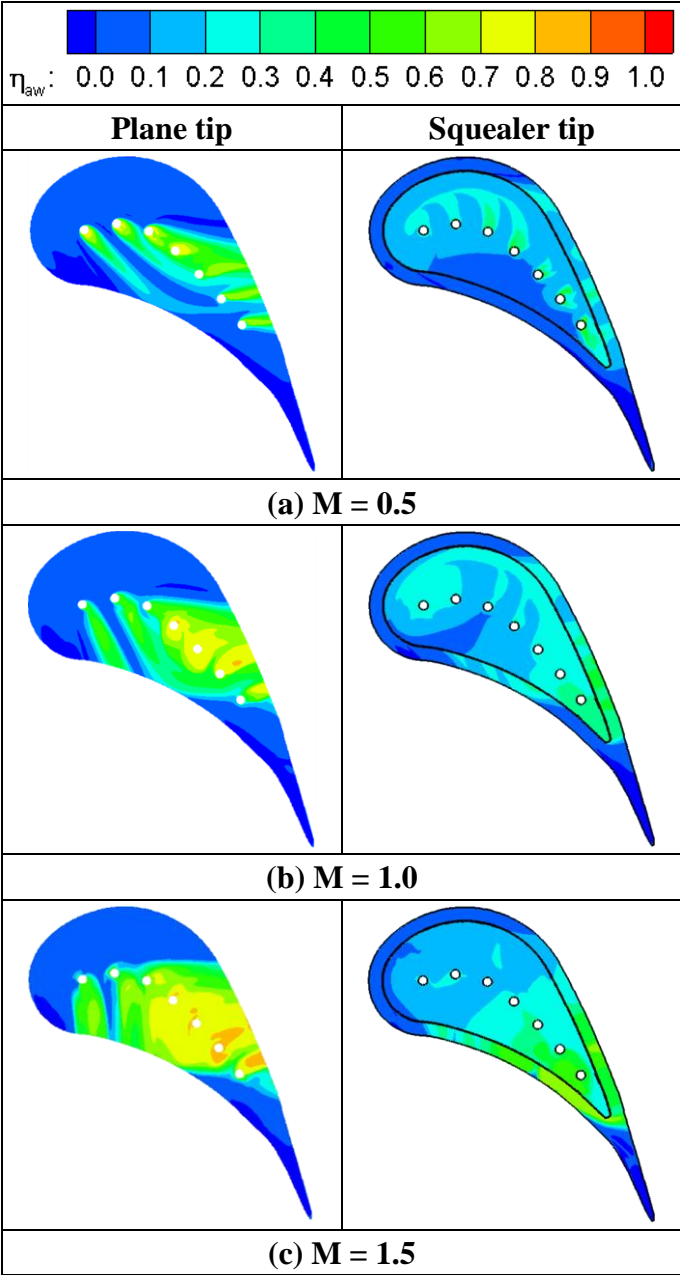 η_aw: 0.0 0.1 0.2 0.3 0.4 0.5 0.6 0.7 0.8 0.9 1.0
Plane tip Squealer tip
(a) M = 0.5
(b) M = 1.0
(c) M = 1.5